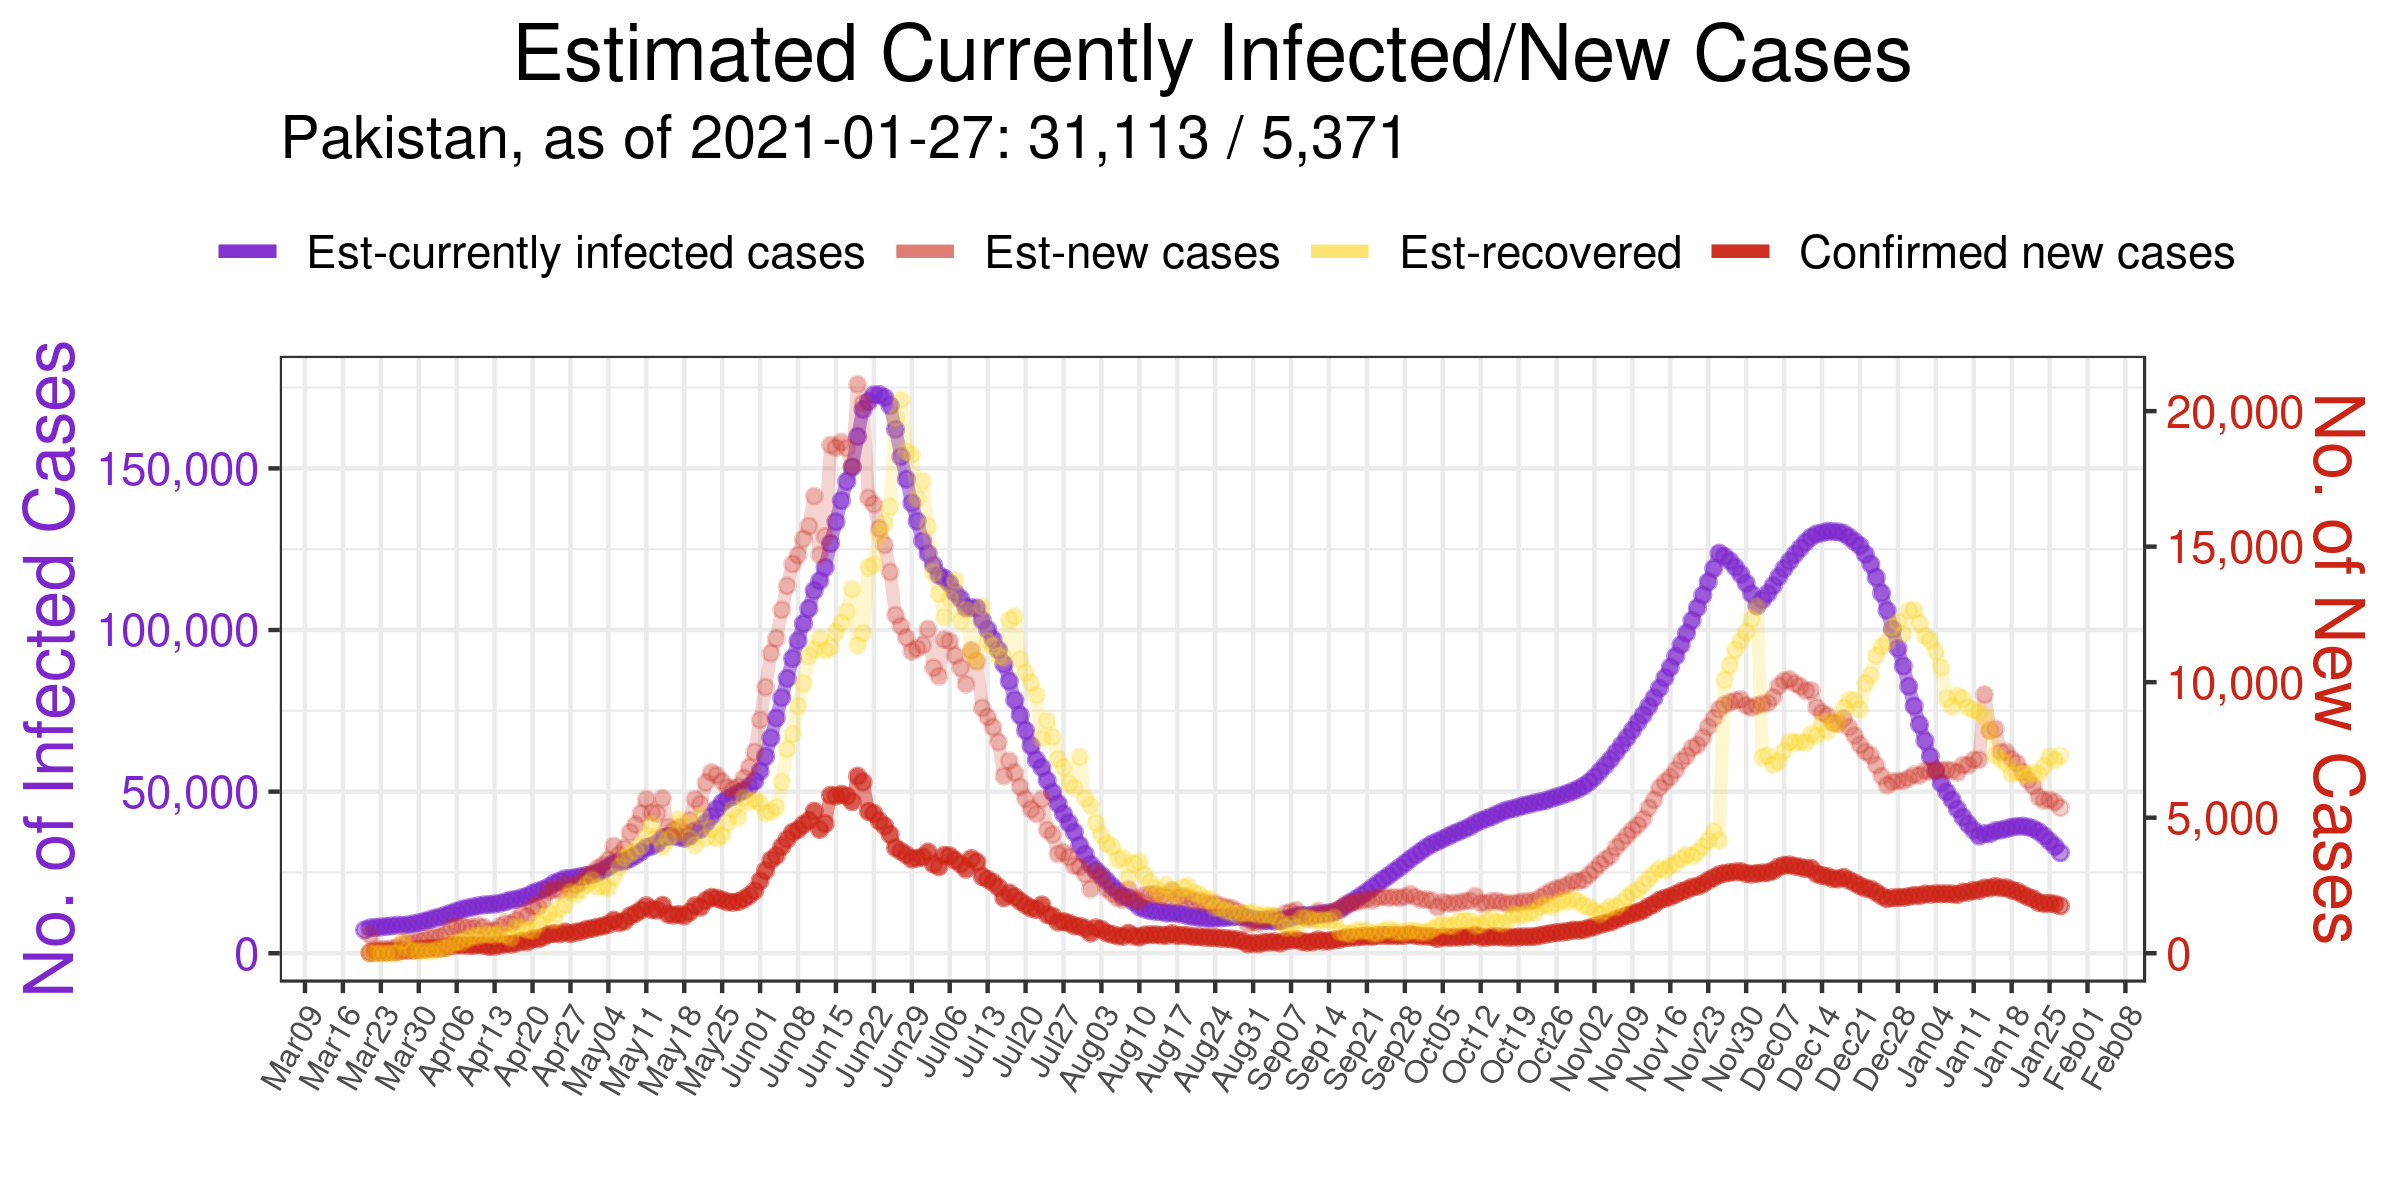 Estimated Currently Infected/New Cases
Pakistan, as of 2021-01-27: 31,113 / 5,371
Est-currently infected cases Est-new cases Est-recovered Confirmed new cases
No. of Infected Cases
150,000
100,000
50,000
0
20,000
15,000
10,000
5,000
0
No. of New Cases
Mar09 Mar16 Mar23 Mar30 Apr06 Apr13 Apr20 Apr27 May04 May11 May18 May25 Jun01 Jun08 Jun15 Jun22 Jun29 Jul06 Jul13 Jul20 Jul27 Aug03 Aug10 Aug17 Aug24 Aug31 Sep07 Sep14 Sep21 Sep28 Oct05 Oct12 Oct19 Oct26 Nov02 Nov09 Nov16 Nov23 Nov30 Dec07 Dec14 Dec21 Dec28 Jan04 Jan11 Jan18 Jan25 Feb01 Feb08